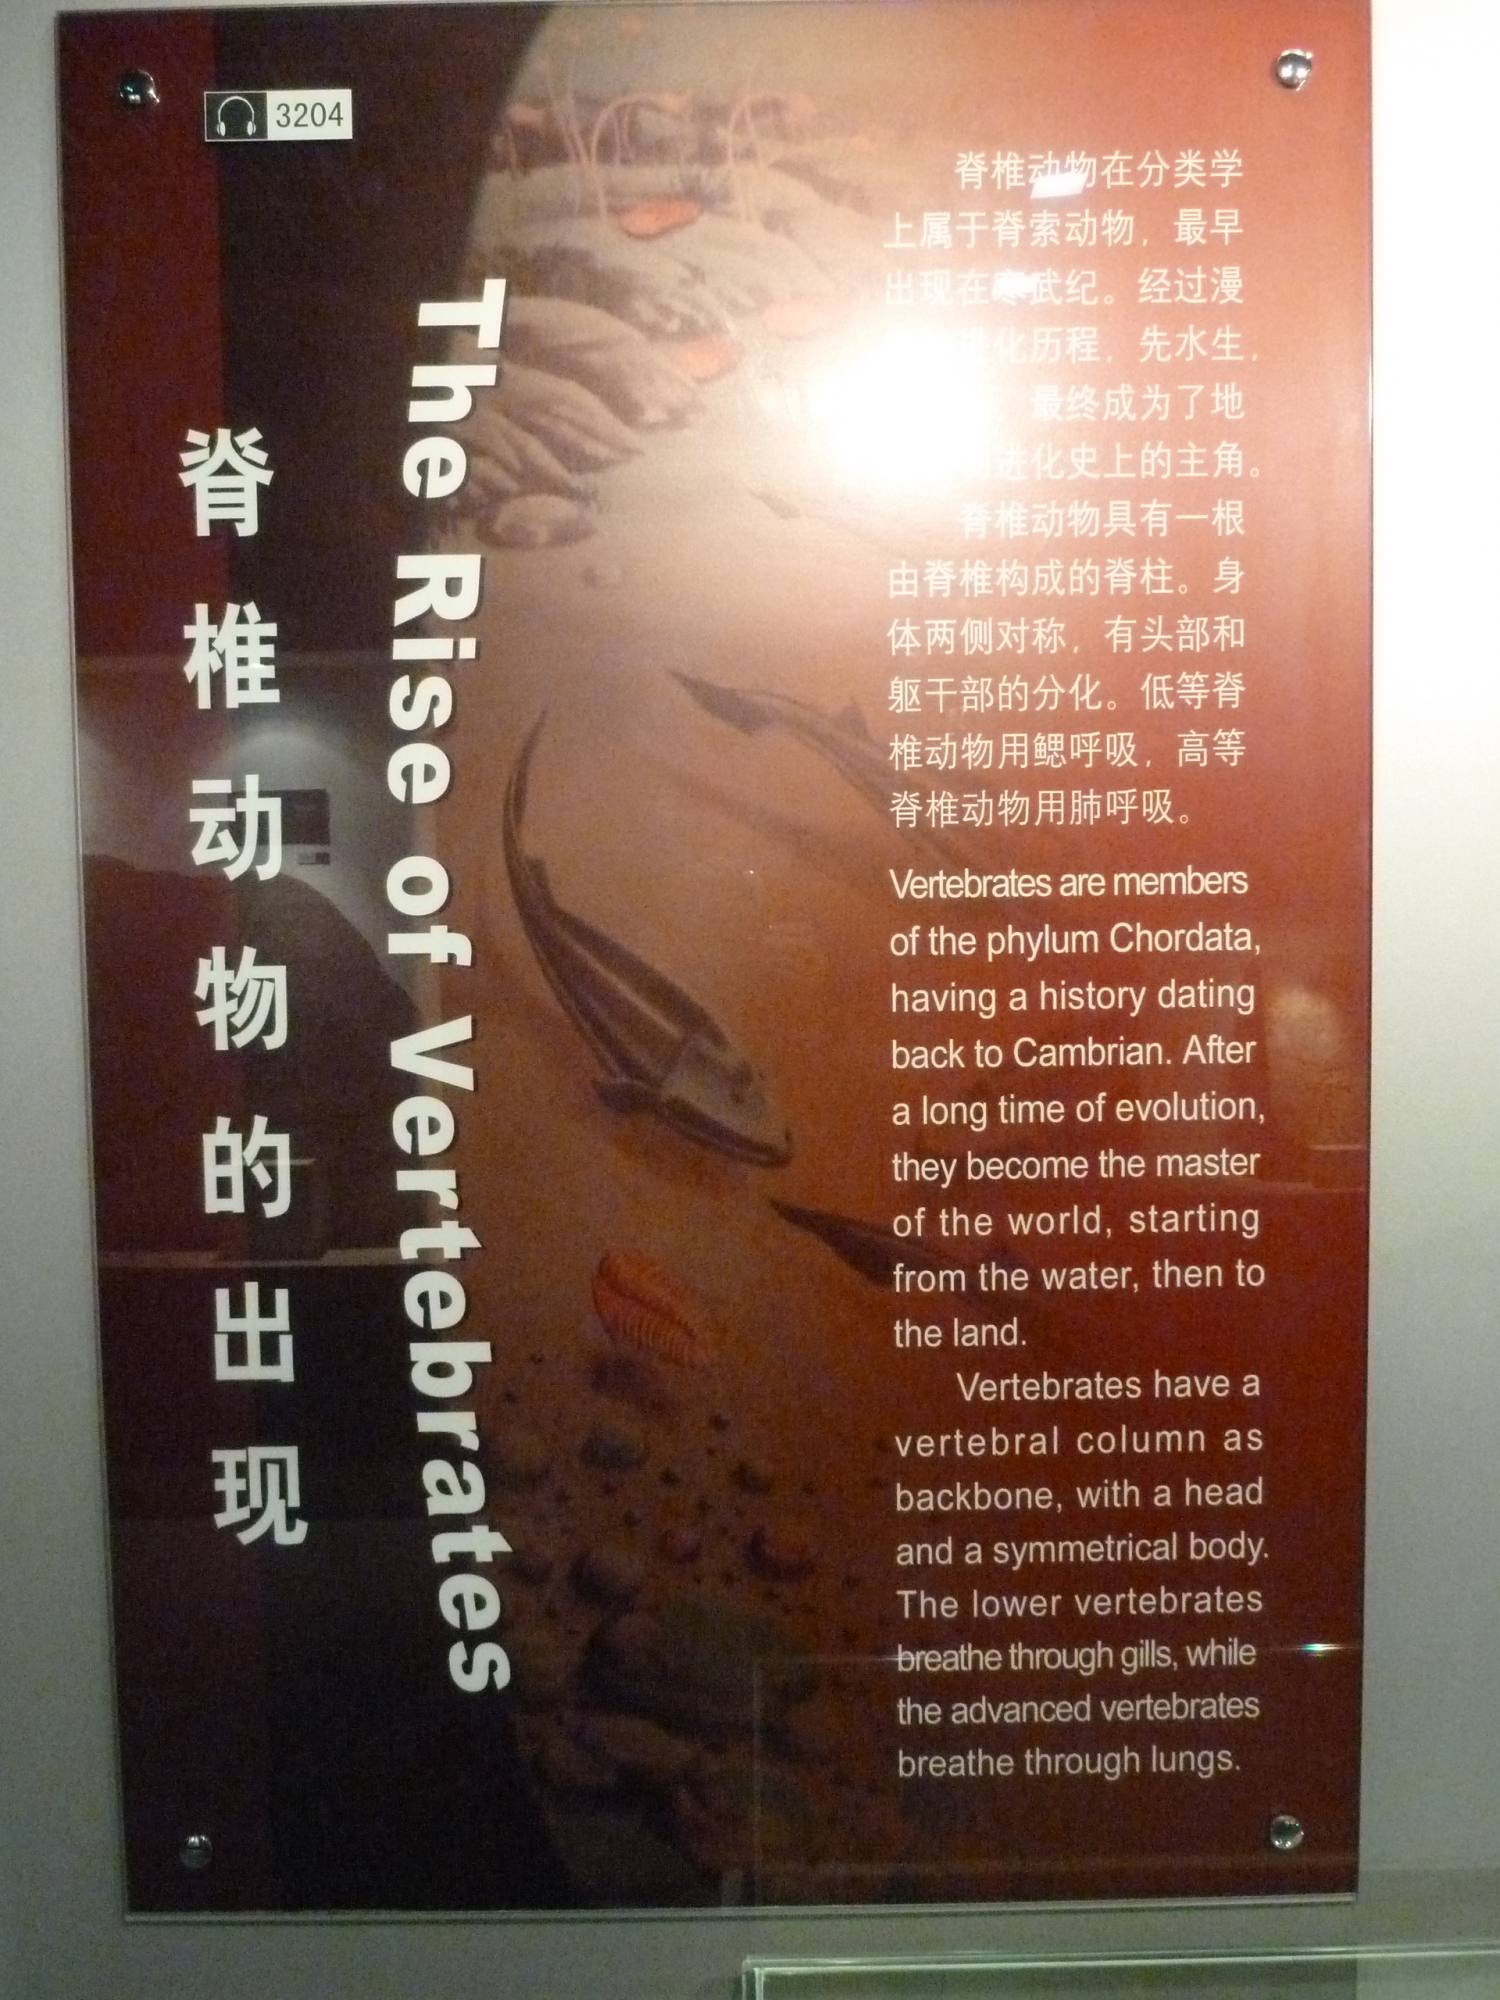 3204
脊椎动物的出现
The Rise of Vertebrates
脊椎动物在分类学
上属于脊索动物，最早
出现在寒武纪。经过漫
化历程，先水生，
最终成为了地
进化史上的主角。
脊椎动物具有一根
由脊椎构成的脊柱。身
体两侧对称，有头部和
躯干部的分化。低等脊
椎动物用鳃呼吸，高等
脊椎动物用肺呼吸。
Vertebrates are members
of the phylum Chordata,
having a history dating
back to Cambrian. After
a long time of evolution,
they become the master
of the world, starting
from the water, then to
the land.
Vertebrates have a
vertebral column as
backbone, with a head
and a symmetrical body.
The lower vertebrates
breathe through gills, while
the advanced vertebrates
breathe through lungs.